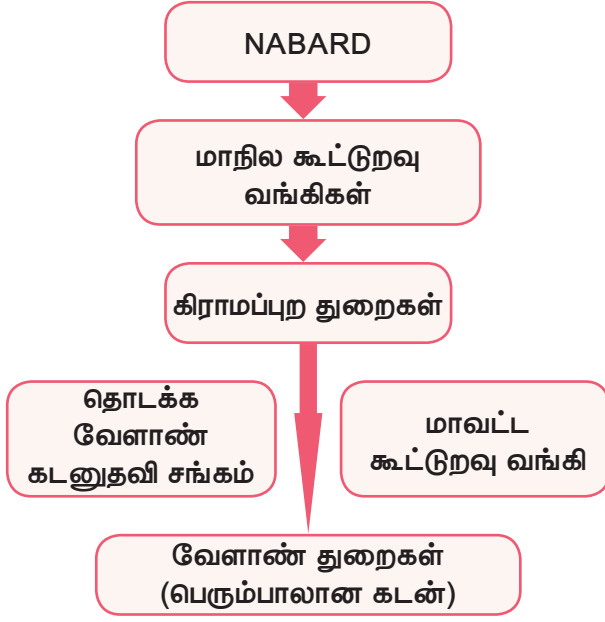 NABARD
மாநில கூட்டுறவு
வங்கிகள்
கிராமப்புற துறைகள்
தொடக்க
வேளாண்
கடனுதவி சங்கம்
மாவட்ட
கூட்டுறவு வங்கி
வேளாண் துறைகள்
(பெரும்பாலான கடன்)